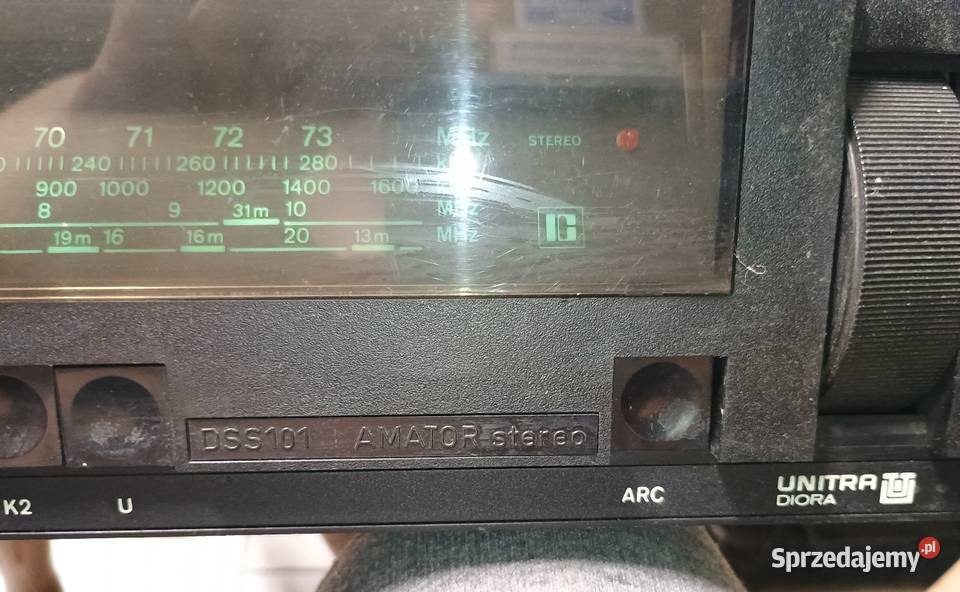 70 71 72 73 MHz STEREO
240 260 280 kHz
900 1000 1200 1400 1600
8 9 31m 10 MHz
19m 16 16m 20 13m MHz
DSS101 AMATOR stereo
K2 U ARC UNITRA
DIORA
Sprzedajemy.pl